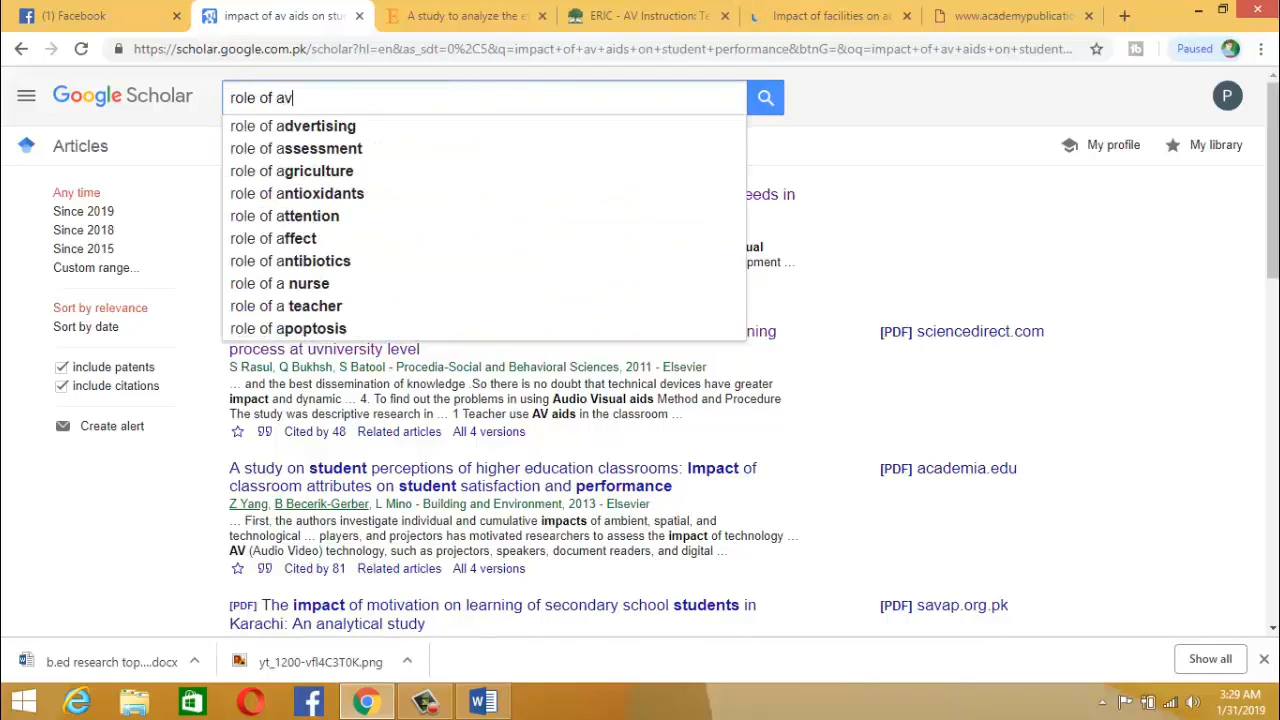 (1) Facebook
impact of av aids on stu
A study to analyze the e
ERIC - AV Instruction: Te
Impact of facilities on a
www.academypublicatio
https://scholar.google.com.pk/scholar?hl=en&as_sdt=0%2C5&q=impact+of+av+aids+on+student+performance&btnG=&oq=impact+of+av+aids+on+student...
Paused
Google Scholar
role of av
P
role of advertising
role of assessment
role of agriculture
role of antioxidants
role of attention
role of affect
role of antibiotics
role of a nurse
role of a teacher
role of apoptosis
Articles
My profile
My library
Any time
Since 2019
Since 2018
Since 2015
Custom range...
Sort by relevance
Sort by date
include patents
include citations
Create alert
eeds in
ual
pment ...
ning
[PDF] sciencedirect.com
process at uvniversity level
S Rasul, Q Bukhsh, S Batool - Procedia-Social and Behavioral Sciences, 2011 - Elsevier
... and the best dissemination of knowledge .So there is no doubt that technical devices have greater
impact and dynamic ... 4. To find out the problems in using Audio Visual aids Method and Procedure
The study was descriptive research in ... 1 Teacher use AV aids in the classroom ...
Cited by 48 Related articles All 4 versions
A study on student perceptions of higher education classrooms: Impact of
[PDF] academia.edu
classroom attributes on student satisfaction and performance
Z Yang, B Becerik-Gerber, L Mino - Building and Environment, 2013 - Elsevier
... First, the authors investigate individual and cumulative impacts of ambient, spatial, and
technological ... players, and projectors has motivated researchers to assess the impact of technology ...
AV (Audio Video) technology, such as projectors, speakers, document readers, and digital ...
Cited by 81 Related articles All 4 versions
[PDF] The impact of motivation on learning of secondary school students in
[PDF] savap.org.pk
Karachi: An analytical study
b.ed research top....docx
yt_1200-vfl4C3T0K.png
Show all
3:29 AM
1/31/2019